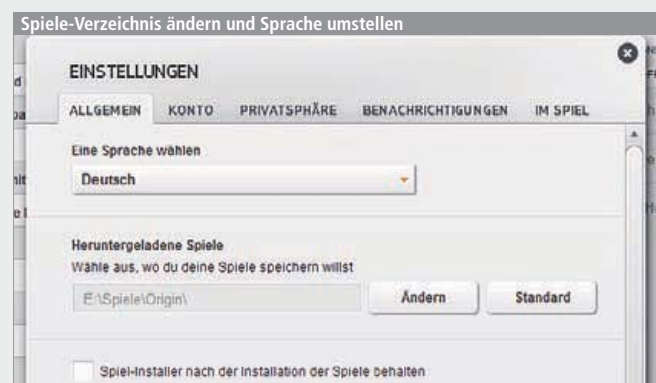 Spiele-Verzeichnis ändern und Sprache umstellen
EINSTELLUNGEN
ALLGEMEIN KONTO PRIVATSPHÄRE BENACHRICHTIGUNGEN IM SPIEL
Eine Sprache wählen
Deutsch
Heruntergeladene Spiele
Wähle aus, wo du deine Spiele speichern willst
E:\Spiele\Origin\ Ändern Standard
Spiel-Installer nach der Installation der Spiele behalten